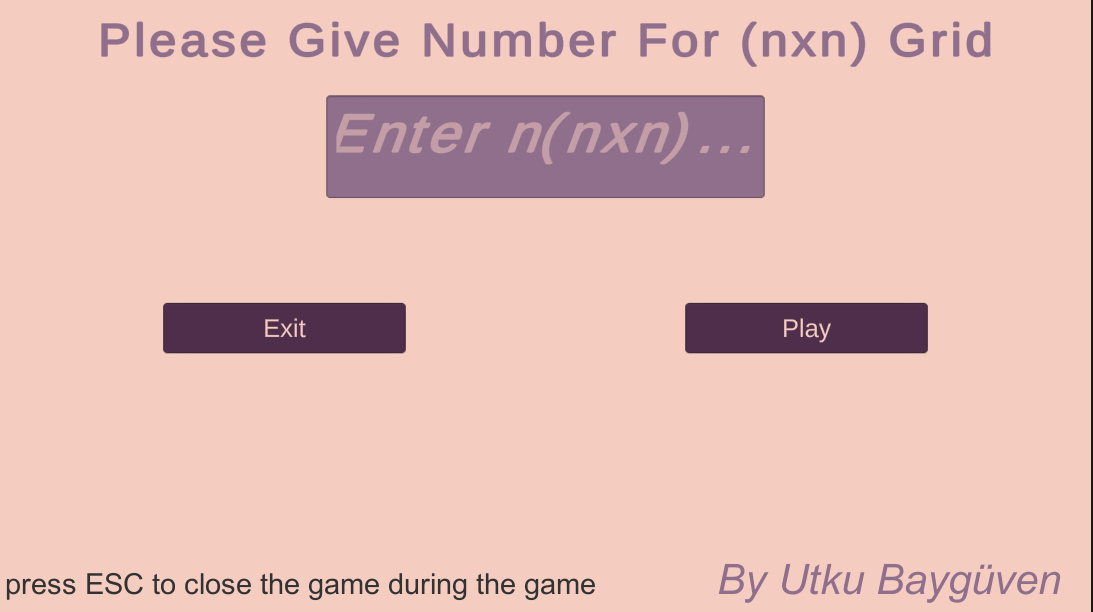 Please Give Number For (nxn) Grid
Enter n(nxn)...
Exit
Play
press ESC to close the game during the game
By Utku Baygüven